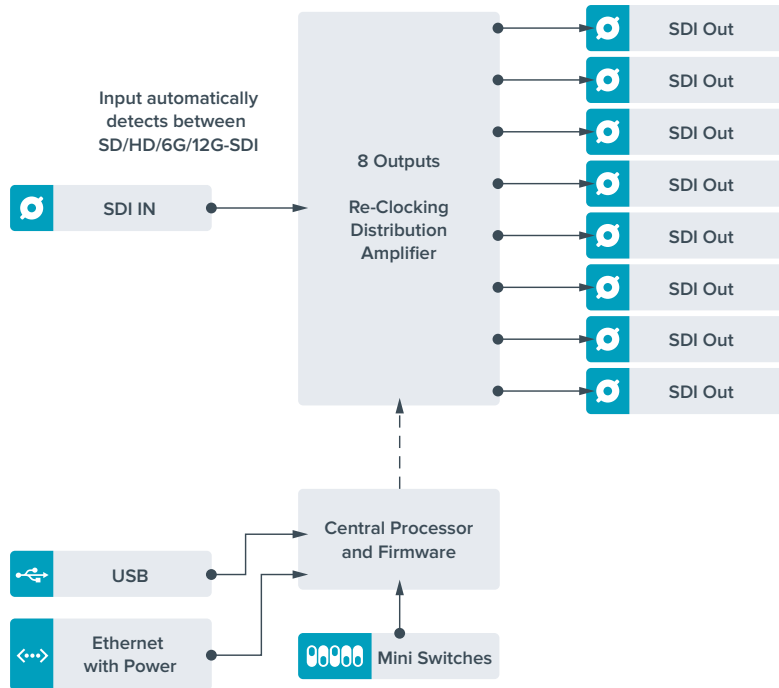 Input automatically
detects between
SD/HD/6G/12G-SDI
SDI IN
8 Outputs
Re-Clocking
Distribution
Amplifier
SDI Out
SDI Out
SDI Out
SDI Out
SDI Out
SDI Out
SDI Out
SDI Out
Central Processor
and Firmware
USB
Ethernet
with Power
Mini Switches